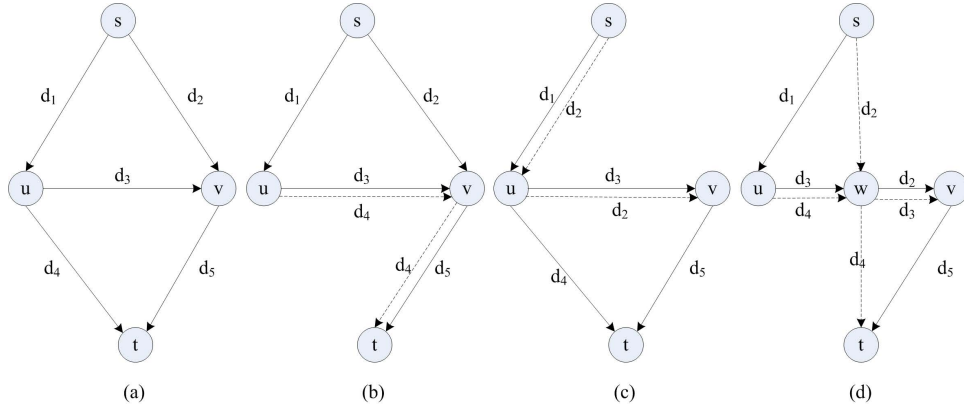 s s s s
d₁ d₂ d₁ d₂ d₁ d₂ d₁ d₂
u d₃ v u d₃ d₄ v u d₃ d₂ v u d₃ d₄ w d₂ d₃ v
d₄ d₅ d₄ d₅ d₄ d₅ d₄ d₅
t t t t
(a) (b) (c) (d)